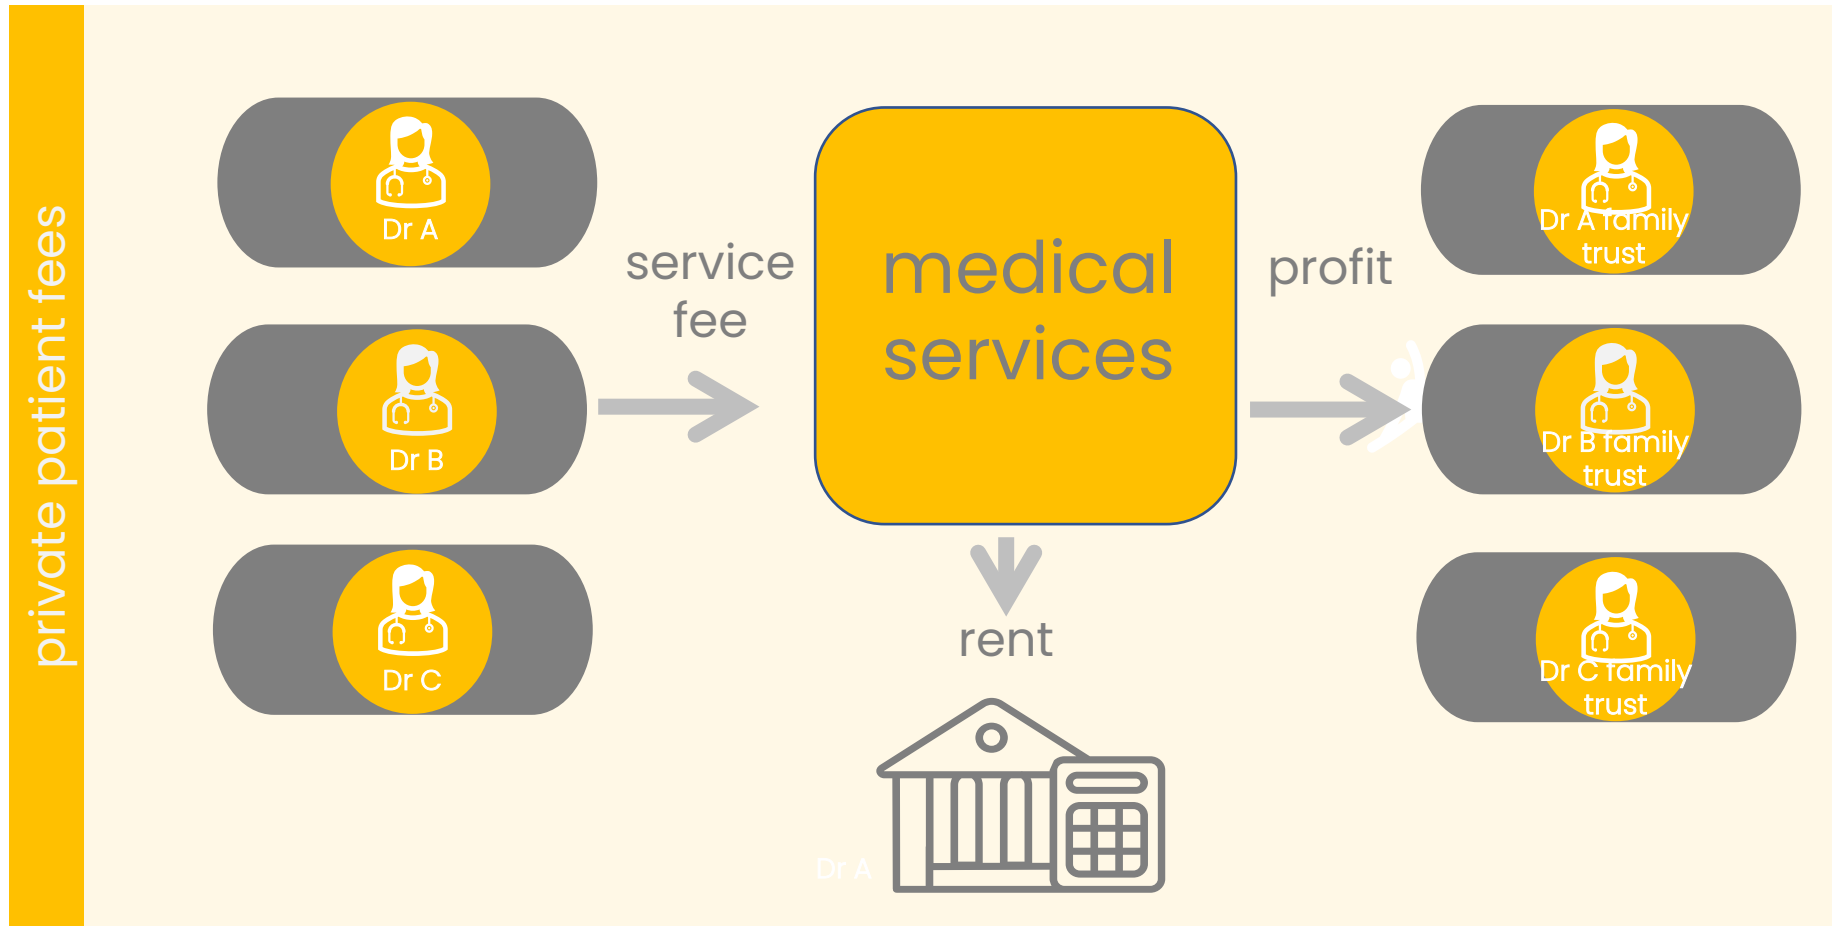 private patient fees
Dr A
Dr B
Dr C
service
fee
medical
services
rent
Dr A
profit
Dr A family
trust
Dr B family
trust
Dr C family
trust